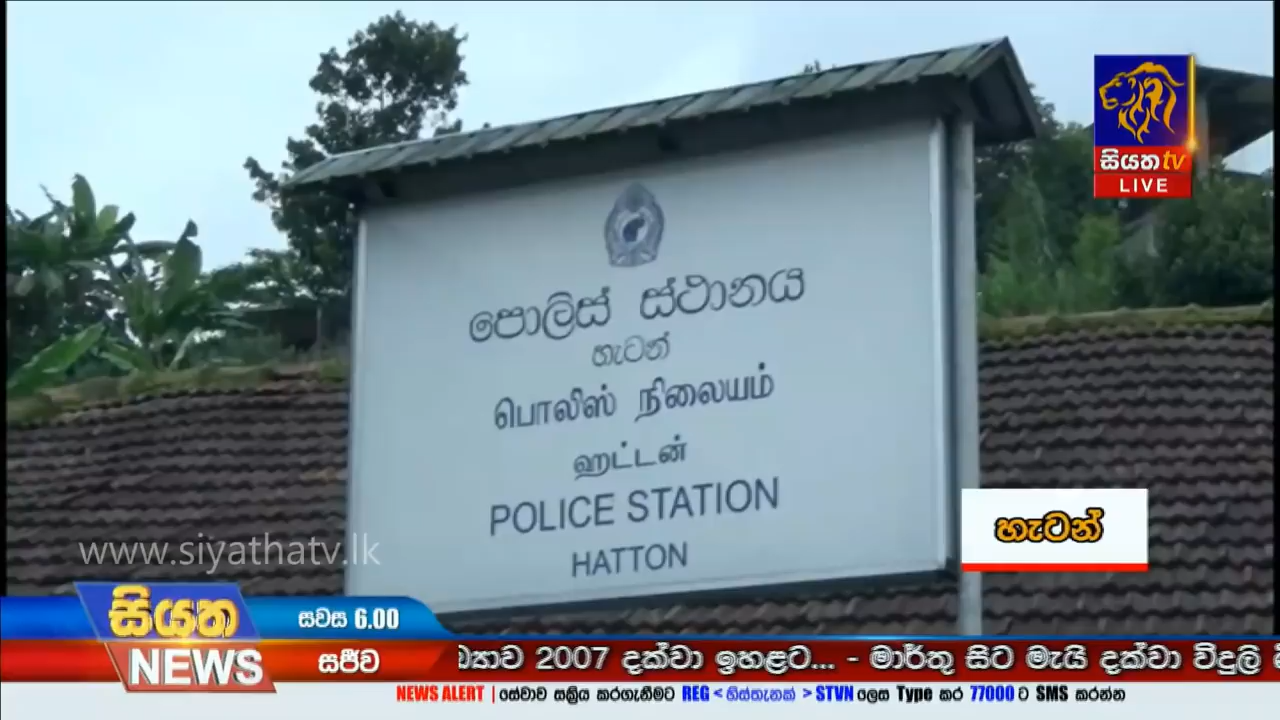 සියත tv
LIVE
පොලිස් ස්ථානය
හැටන්
பொலிஸ் நிலையம்
ஹட்டன்
POLICE STATION
HATTON
හැටන්
www.siyathatv.lk
සියත
NEWS
සවස 6.00
සජීව
2007 දක්වා ඉහළට... - මාර්තු සිට මැයි දක්වා විදුලි
NEWS ALERT | සේවාව සක්‍රිය කරගැනීමට REG < හිස්තැනක් > STVN ලෙස Type කර 77000 ට SMS කරන්න